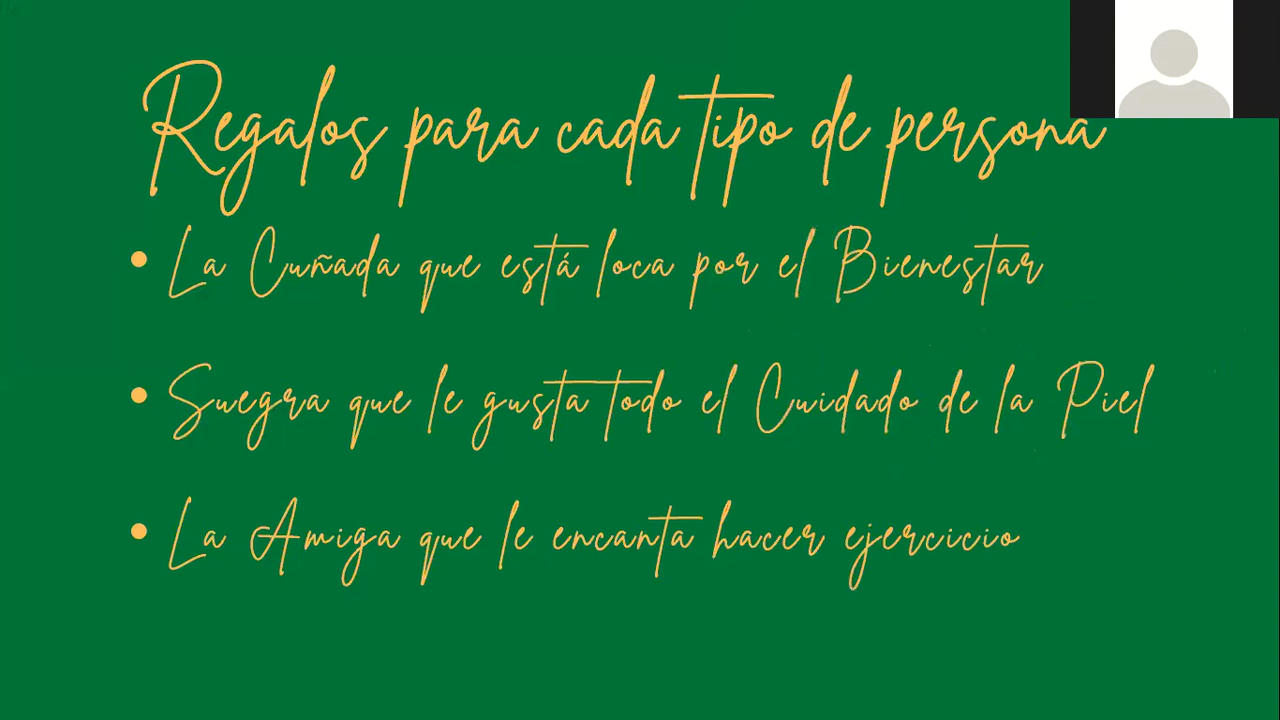 Regalos para cada tipo de persona
La Cuñada que está loca por el Bienestar
Suegra que le gusta todo el Cuidado de la Piel
La Amiga que le encanta hacer ejercicio